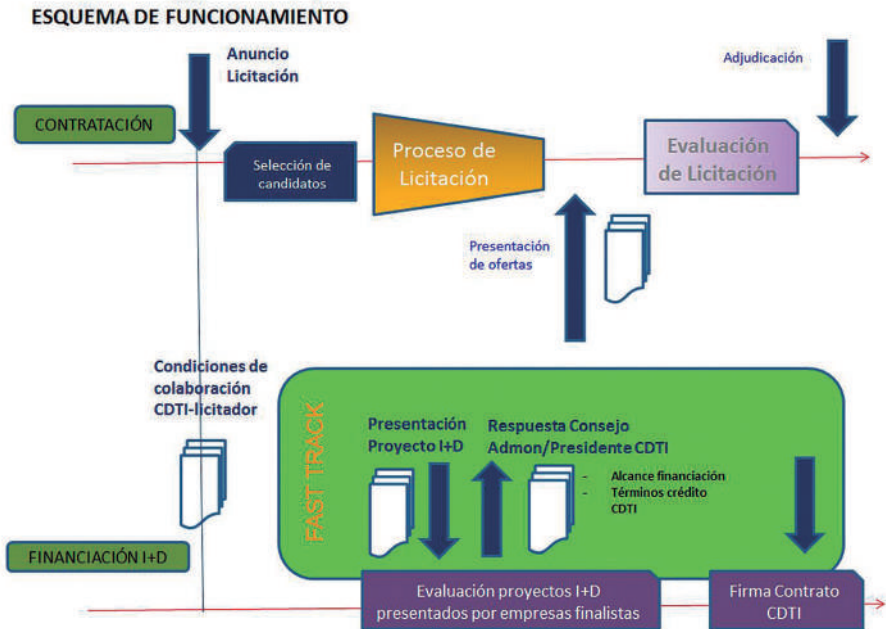 ESQUEMA DE FUNCIONAMIENTO
Anuncio
Licitación
Adjudicación
CONTRATACIÓN
Selección de
candidatos
Proceso de
Licitación
Evaluación
de Licitación
Presentación
de ofertas
Condiciones de
colaboración
CDTI-licitador
FAST TRACK
Presentación
Proyecto I+D
Respuesta Consejo
Admon/Presidente CDTI
- Alcance financiación
- Términos crédito
CDTI
FINANCIACIÓN I+D
Evaluación proyectos I+D
presentados por empresas finalistas
Firma Contrato
CDTI